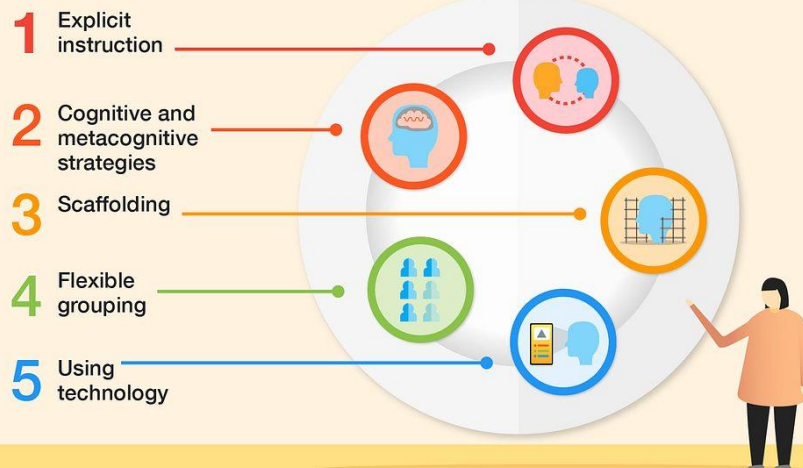 1 Explicit
instruction
2 Cognitive and
metacognitive
strategies
3 Scaffolding
4 Flexible
grouping
5 Using
technology